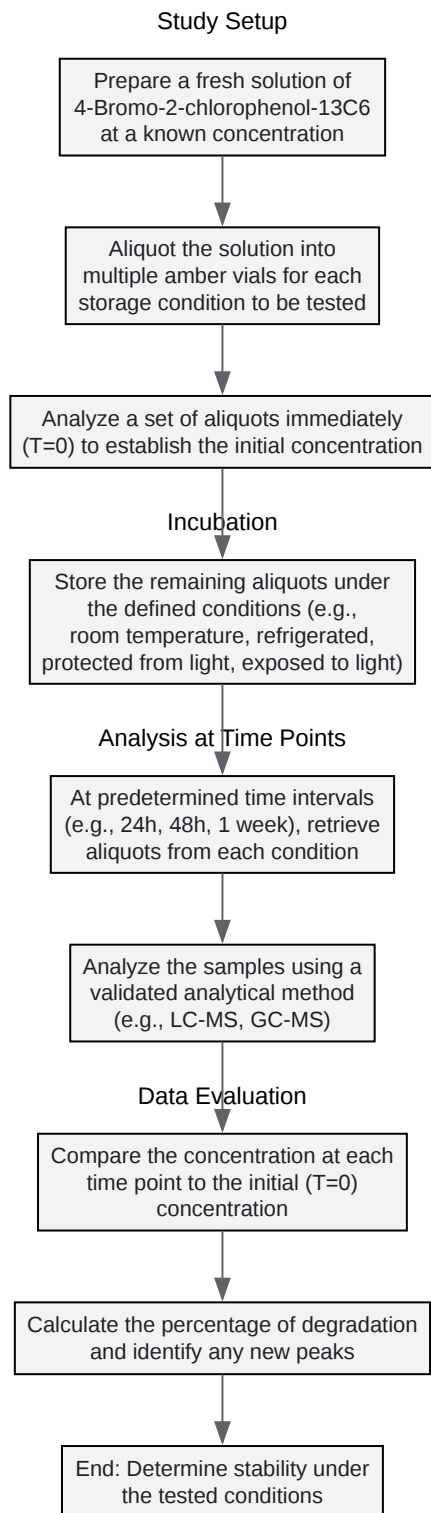 Study Setup
Prepare a fresh solution of
4-Bromo-2-chlorophenol-13C6
at a known concentration
Aliquot the solution into
multiple amber vials for each
storage condition to be tested
Analyze a set of aliquots immediately
(T=0) to establish the initial concentration
Incubation
Store the remaining aliquots under
the defined conditions (e.g.,
room temperature, refrigerated,
protected from light, exposed to light)
Analysis at Time Points
At predetermined time intervals
(e.g., 24h, 48h, 1 week), retrieve
aliquots from each condition
Analyze the samples using a
validated analytical method
(e.g., LC-MS, GC-MS)
Data Evaluation
Compare the concentration at each
time point to the initial (T=0)
concentration
Calculate the percentage of degradation
and identify any new peaks
End: Determine stability under
the tested conditions